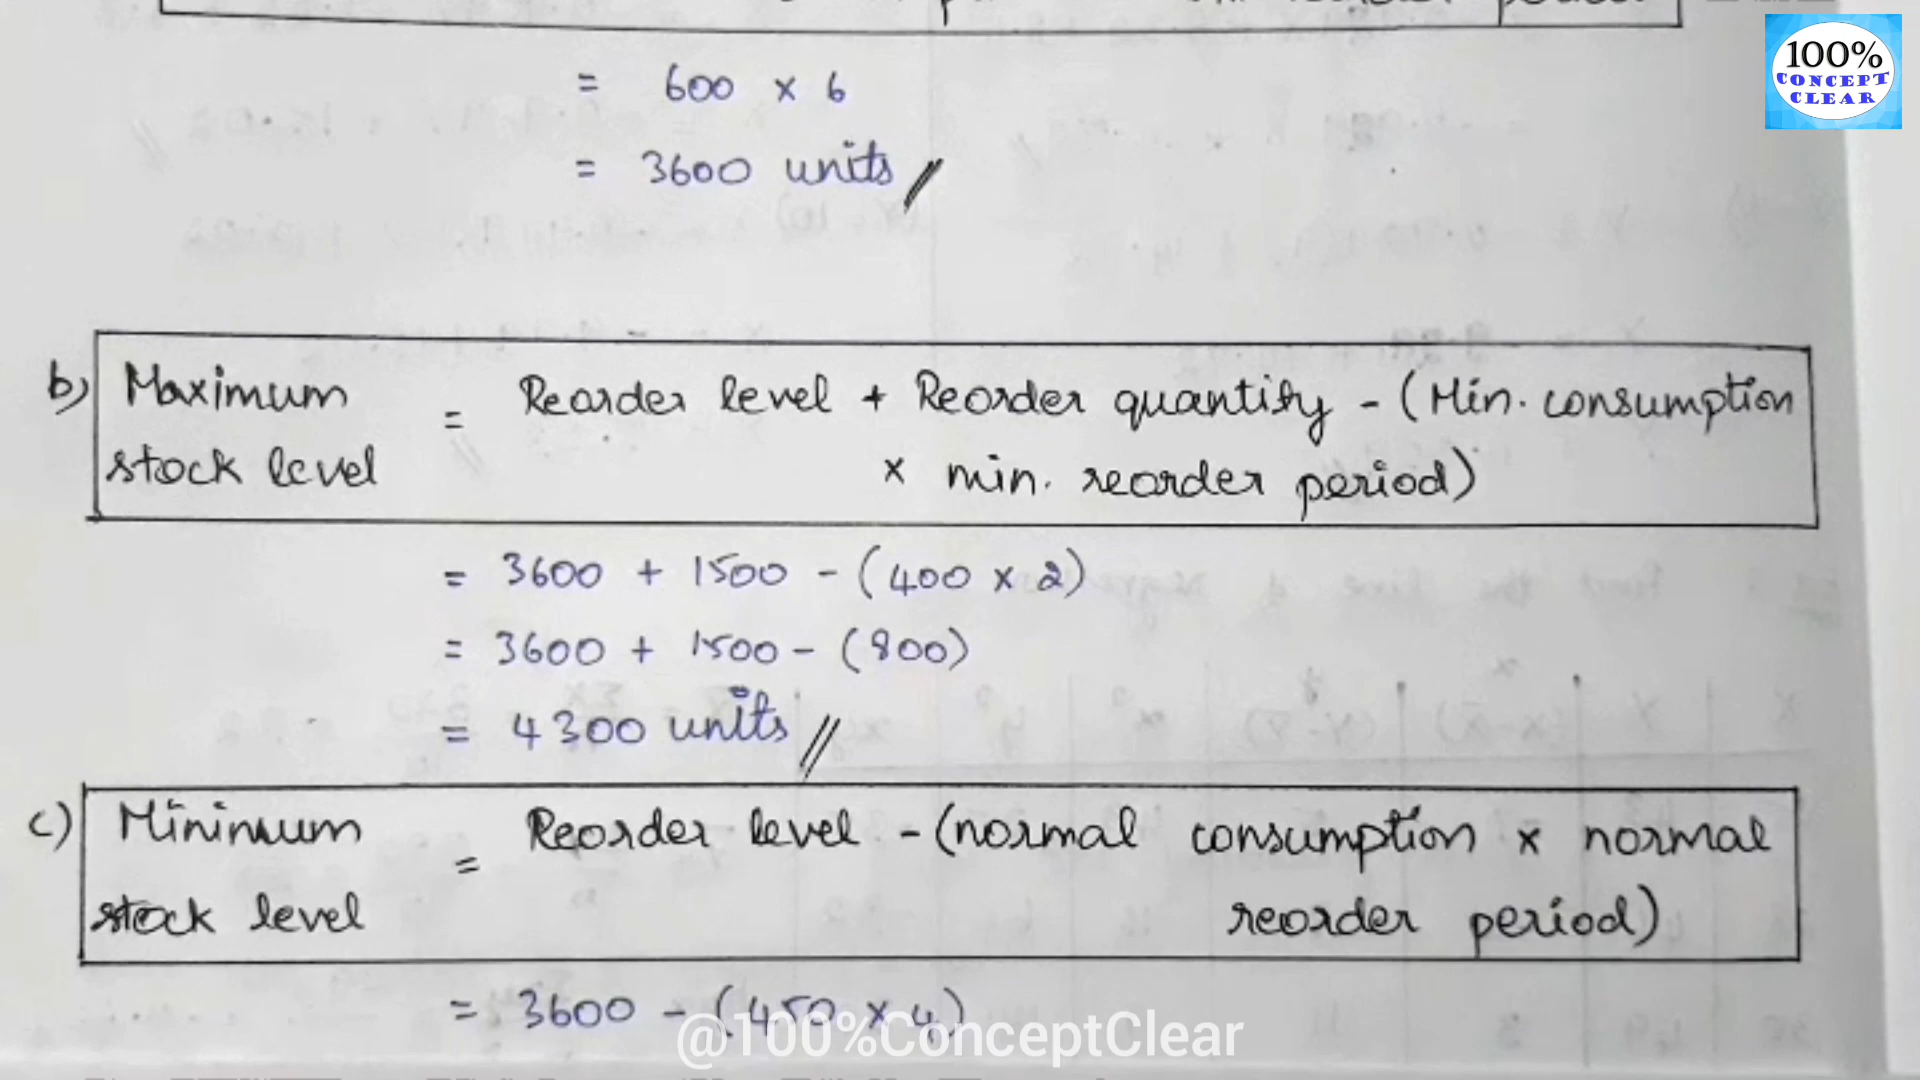 = 600 x 6
= 3600 units //
100%
CONCEPT
CLEAR
b) Maximum stock level = Reorder level + Reorder quantity - (Min. consumption
x min. reorder period)
= 3600 + 1500 - (400 x 2)
= 3600 + 1500 - (800)
= 4300 units //
c) Minimum stock level = Reorder level - (normal consumption x normal
reorder period)
= 3600 - (450 x 4)
@100%ConceptClear